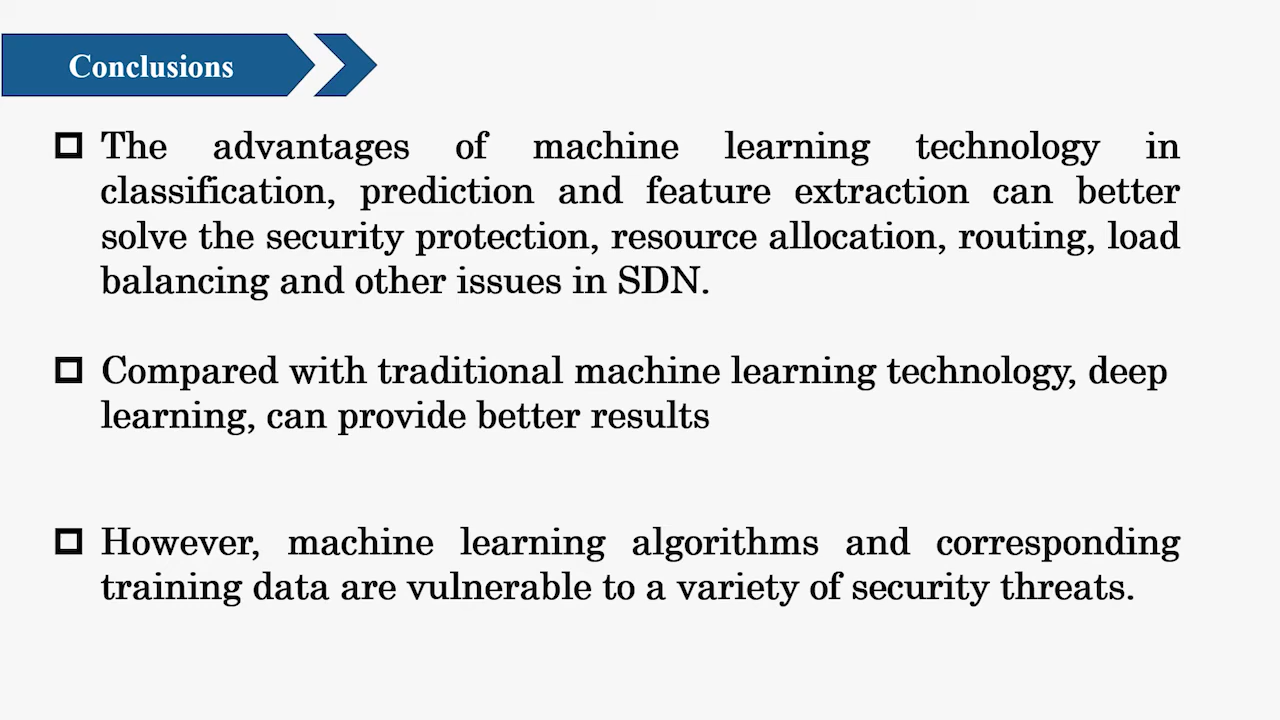 Conclusions
The advantages of machine learning technology in
classification, prediction and feature extraction can better
solve the security protection, resource allocation, routing, load
balancing and other issues in SDN.
Compared with traditional machine learning technology, deep
learning, can provide better results
However, machine learning algorithms and corresponding
training data are vulnerable to a variety of security threats.